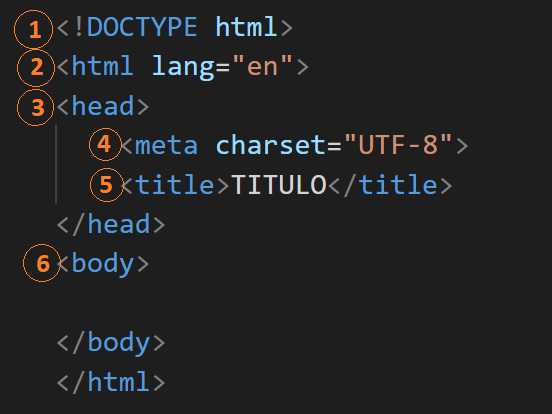 1 <!DOCTYPE html>
2 <html lang="en">
3 <head>
4 <meta charset="UTF-8">
5 <title>TITULO</title>
</head>
6 <body>
</body>
</html>